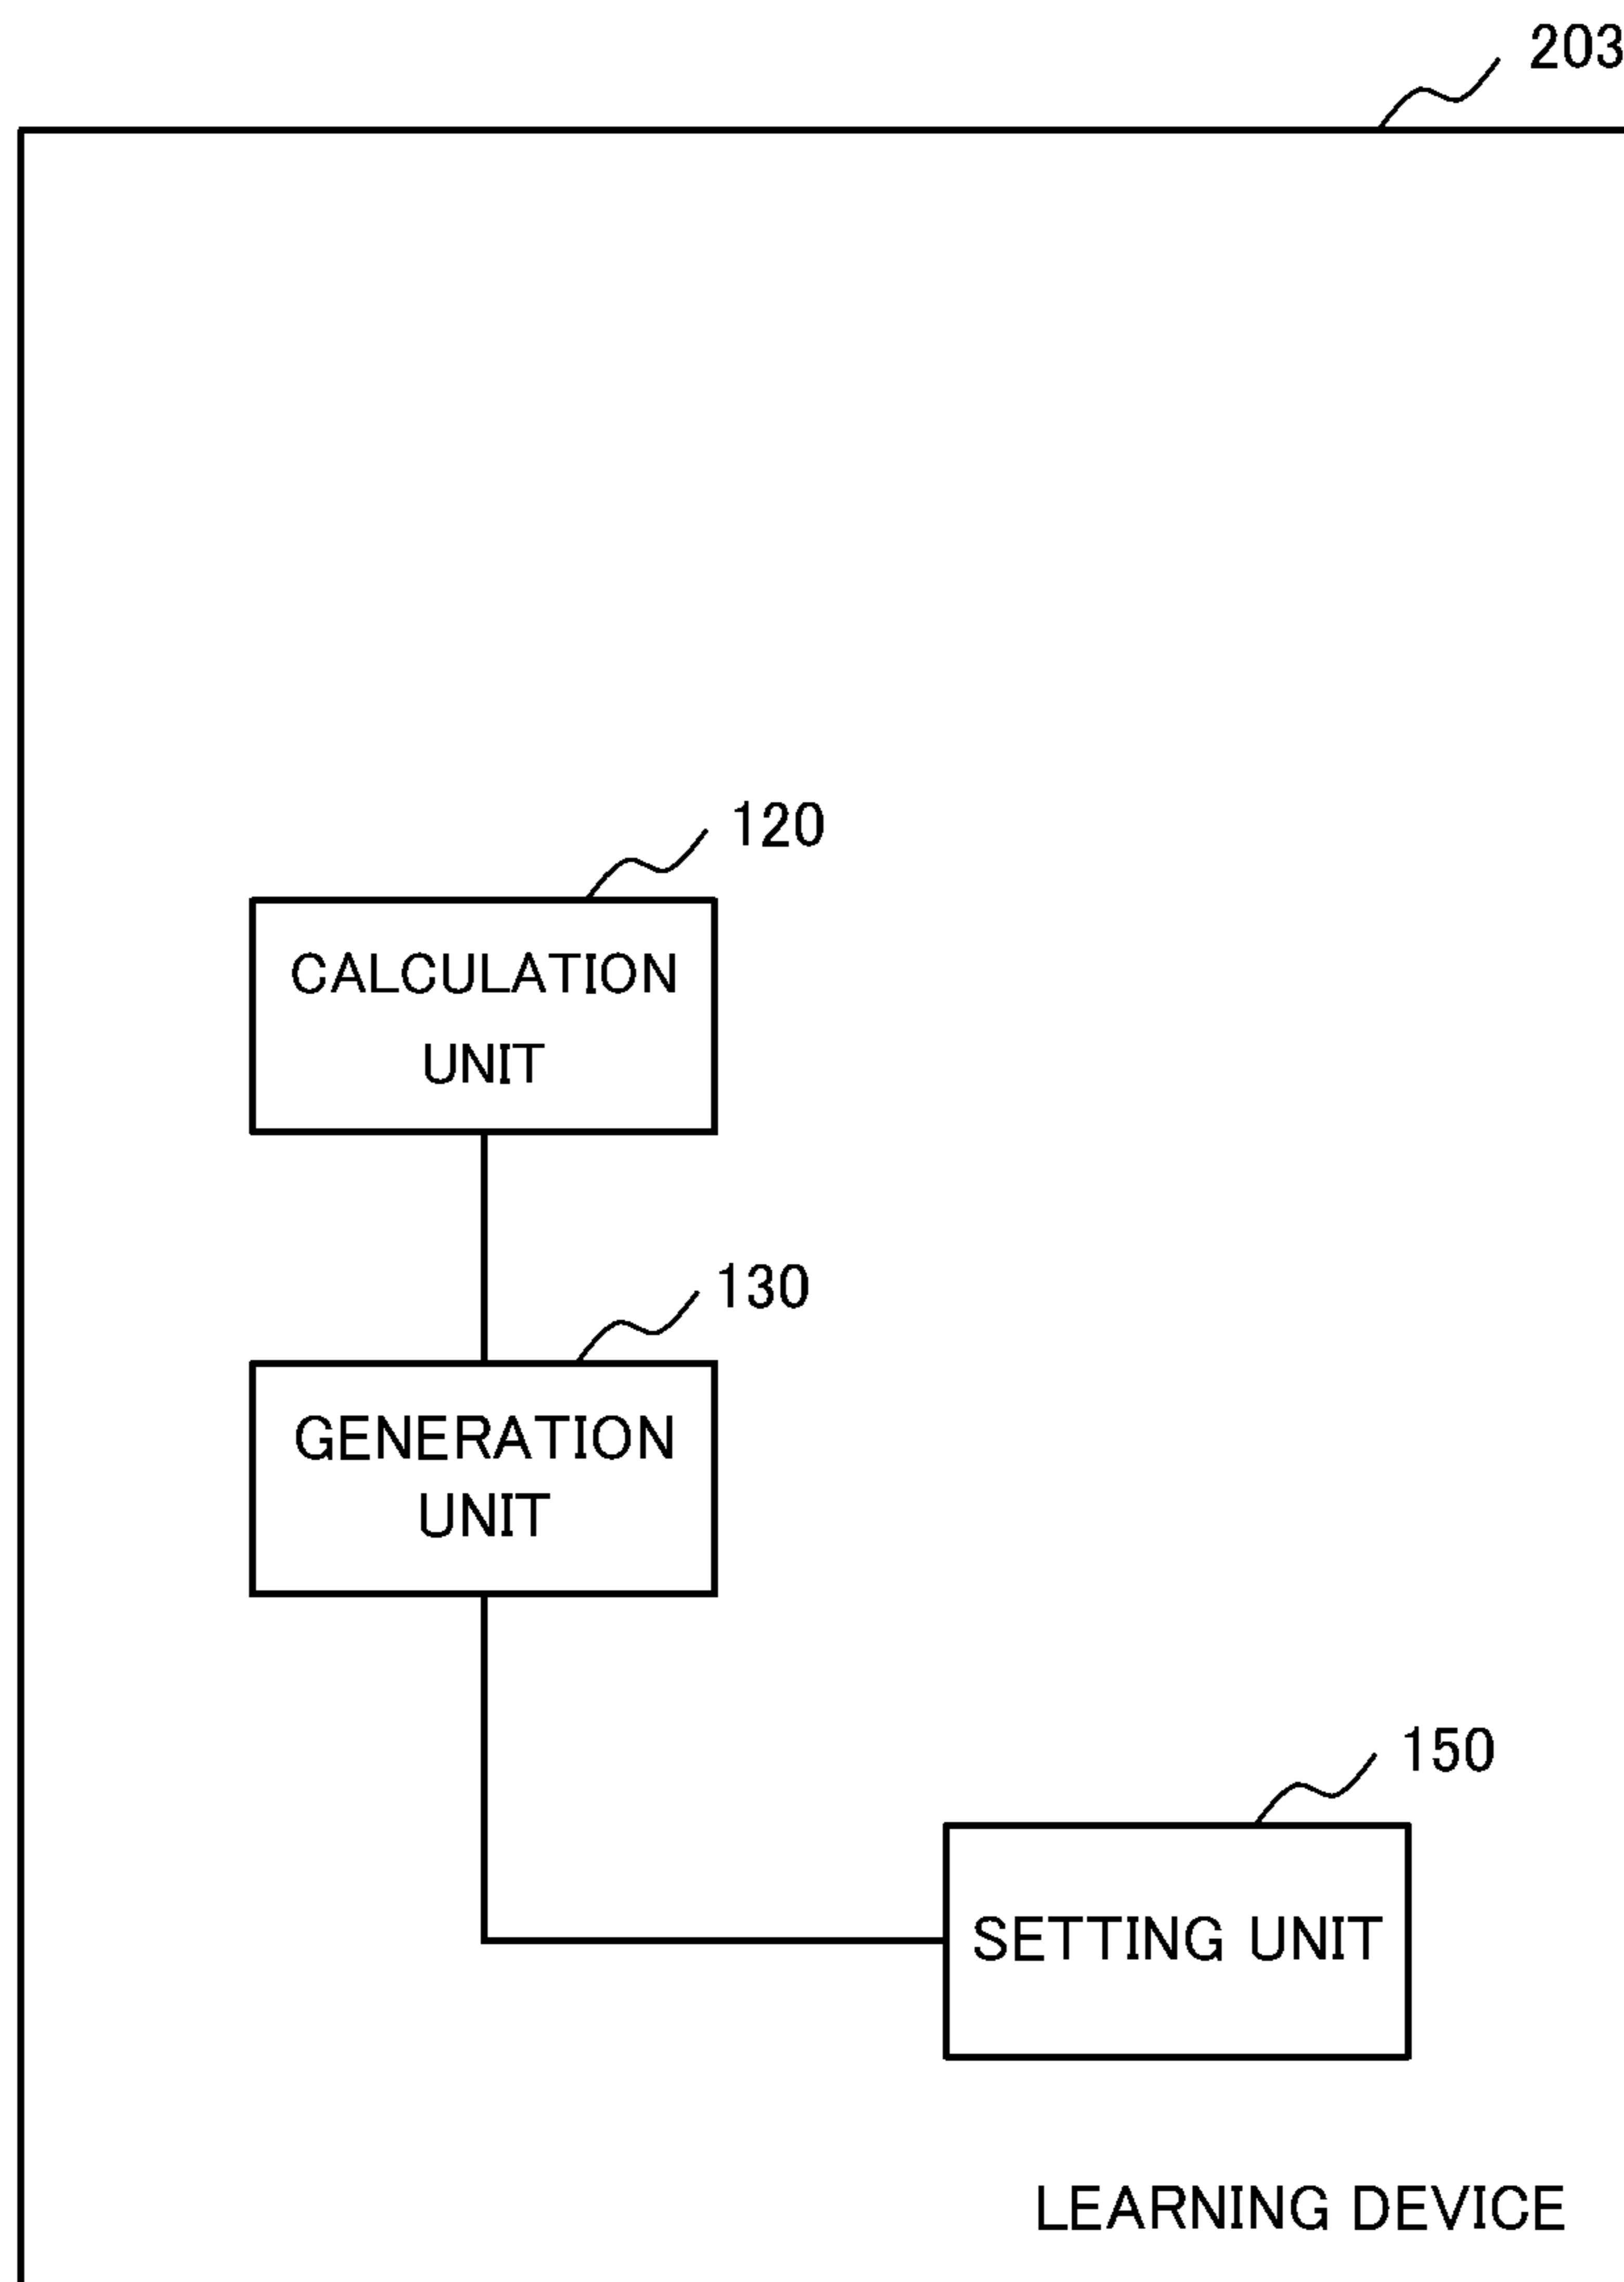 203
120
CALCULATION
UNIT
130
GENERATION
UNIT
150
SETTING UNIT
LEARNING DEVICE